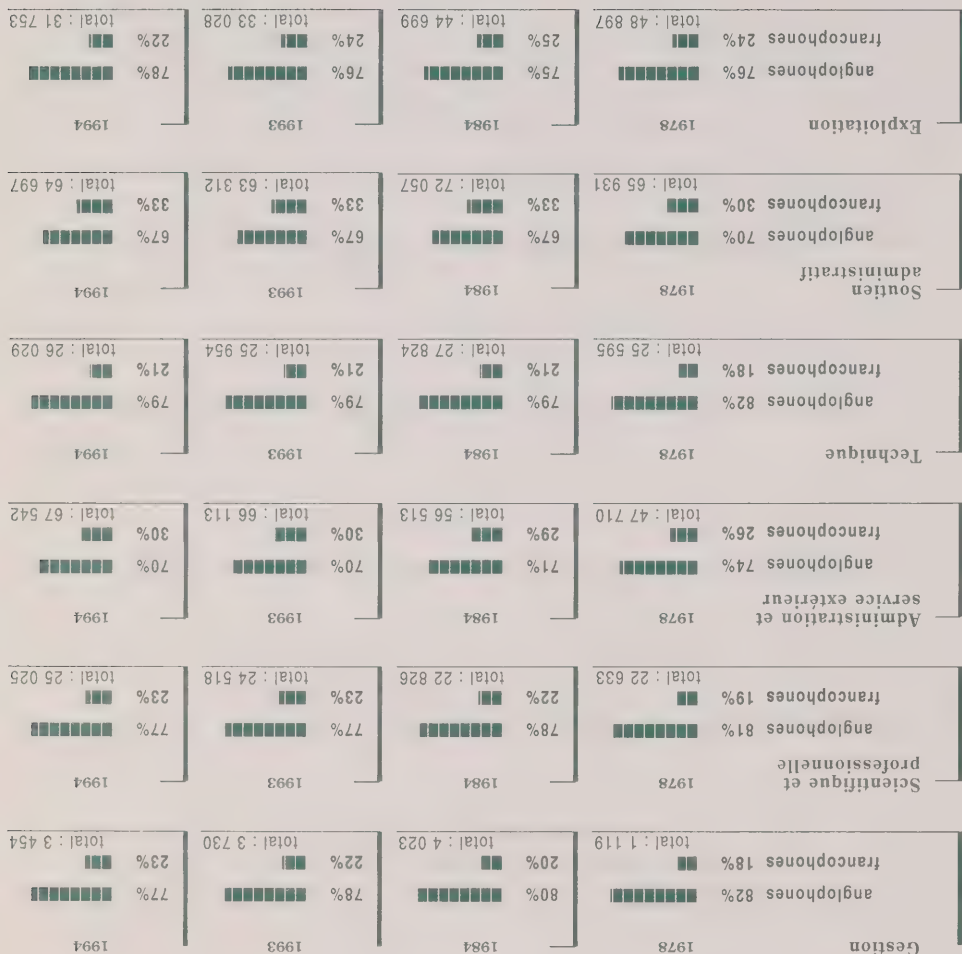 Gestion 1978 1984 1993 1994
anglophones 82% 80% 78% 77%
francophones 18% 20% 22% 23%
total : 1 119 total : 4 023 total : 3 730 total : 3 454
Scientifique et
professionnelle 1978 1984 1993 1994
anglophones 81% 78% 77% 77%
francophones 19% 22% 23% 23%
total : 22 633 total : 22 826 total : 24 518 total : 25 025
Administration et
service extérieur 1978 1984 1993 1994
anglophones 74% 71% 70% 70%
francophones 26% 29% 30% 30%
total : 47 710 total : 56 513 total : 66 113 total : 67 542
Technique 1978 1984 1993 1994
anglophones 82% 79% 79% 79%
francophones 18% 21% 21% 21%
total : 25 595 total : 27 824 total : 25 954 total : 26 029
Soutien
administratif 1978 1984 1993 1994
anglophones 70% 67% 67% 67%
francophones 30% 33% 33% 33%
total : 65 931 total : 72 057 total : 63 312 total : 64 697
Exploitation 1978 1984 1993 1994
anglophones 76% 75% 76% 78%
francophones 24% 25% 24% 22%
total : 48 897 total : 44 699 total : 33 028 total : 31 753